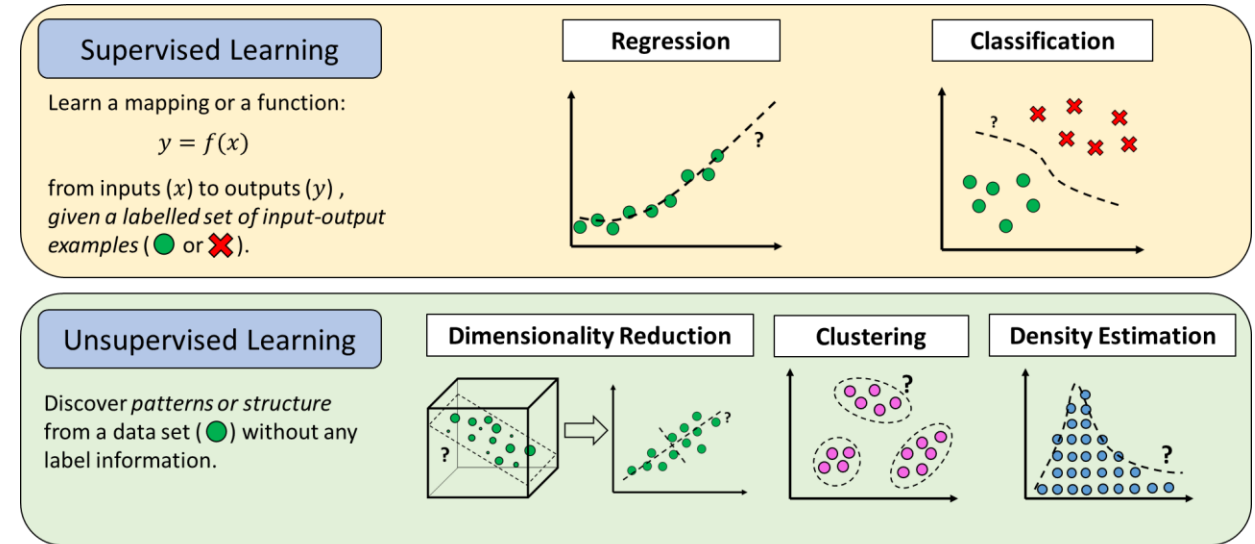 Supervised Learning
Learn a mapping or a function:
y = f(x)
from inputs (x) to outputs (y) ,
given a labelled set of input-output
examples ( or ).
Regression
?
Classification
?
Unsupervised Learning
Discover patterns or structure
from a data set ( ) without any
label information.
Dimensionality Reduction
?
?
Clustering
?
Density Estimation
?